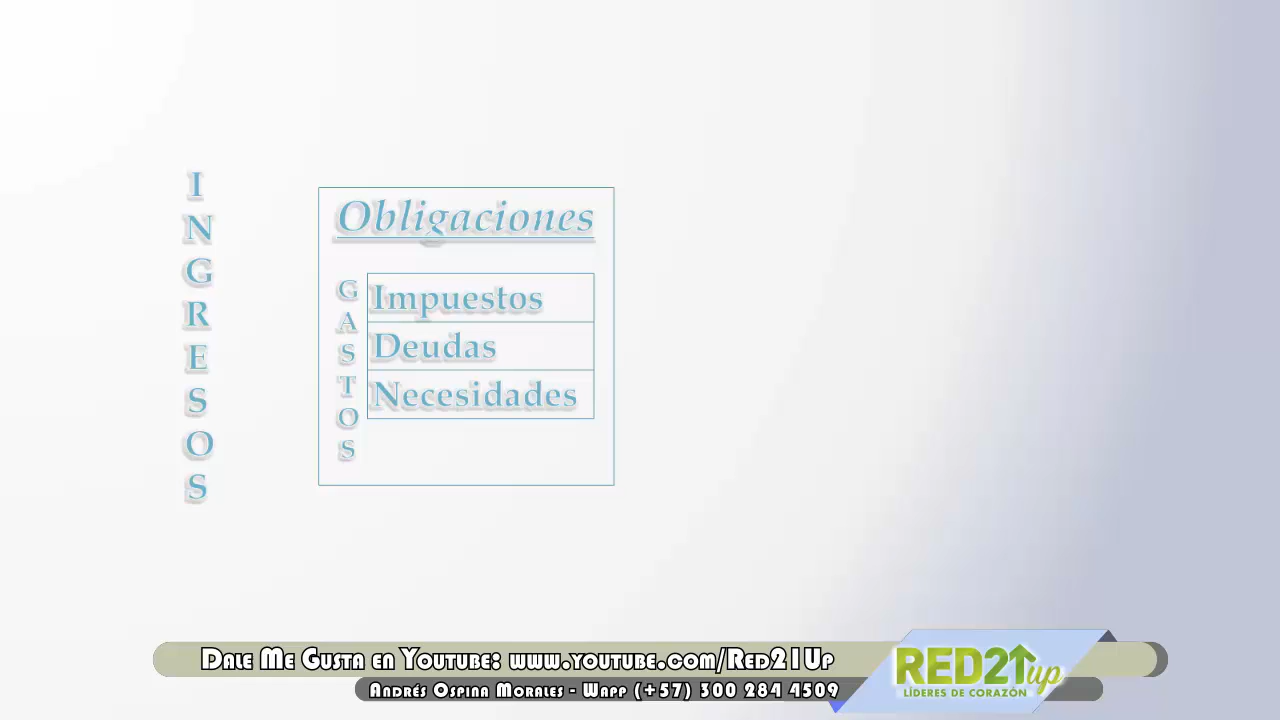 INGRESOS
Obligaciones
GASTOS
Impuestos
Deudas
Necesidades
Dale Me Gusta en Youtube: www.youtube.com/Red21Up
Andrés Ospina Morales - Wapp (+57) 300 284 4509
RED21up
LÍDERES DE CORAZÓN